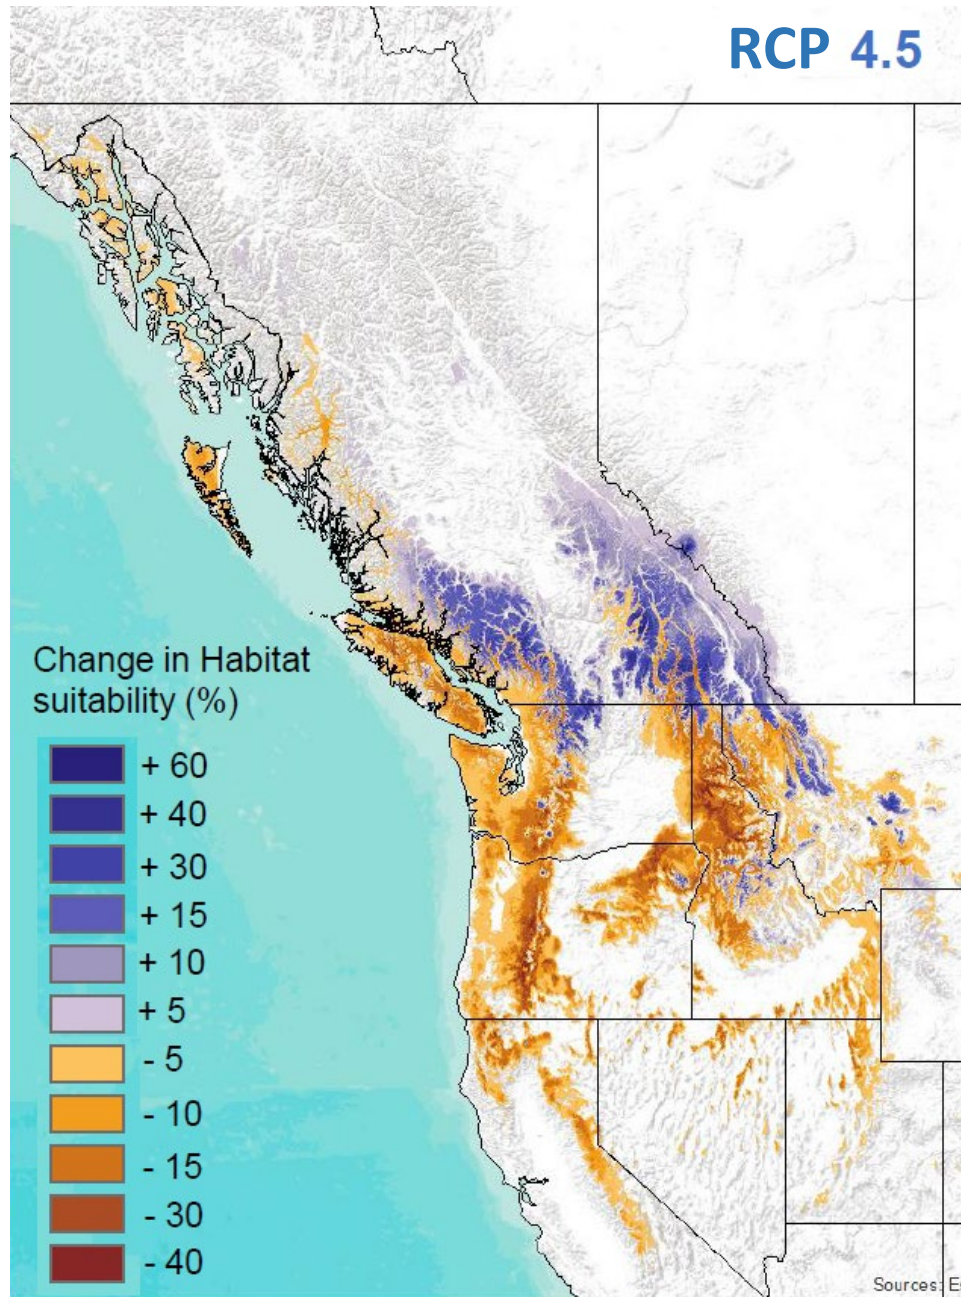 RCP 4.5
Change in Habitat
suitability (%)
+ 60
+ 40
+ 30
+ 15
+ 10
+ 5
- 5
- 10
- 15
- 30
- 40
Sources: